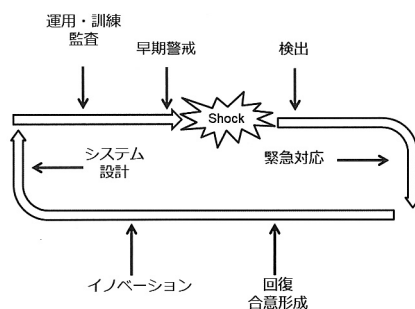 運用・訓練
監査
早期警戒
検出
Shock
システム
設計
緊急対応
イノベーション
回復
合意形成